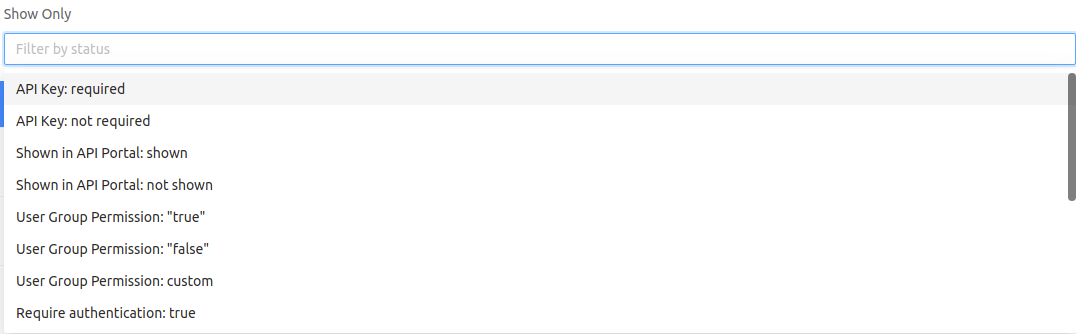 Show Only
Filter by status
API Key: required
API Key: not required
Shown in API Portal: shown
Shown in API Portal: not shown
User Group Permission: "true"
User Group Permission: "false"
User Group Permission: custom
Require authentication: true